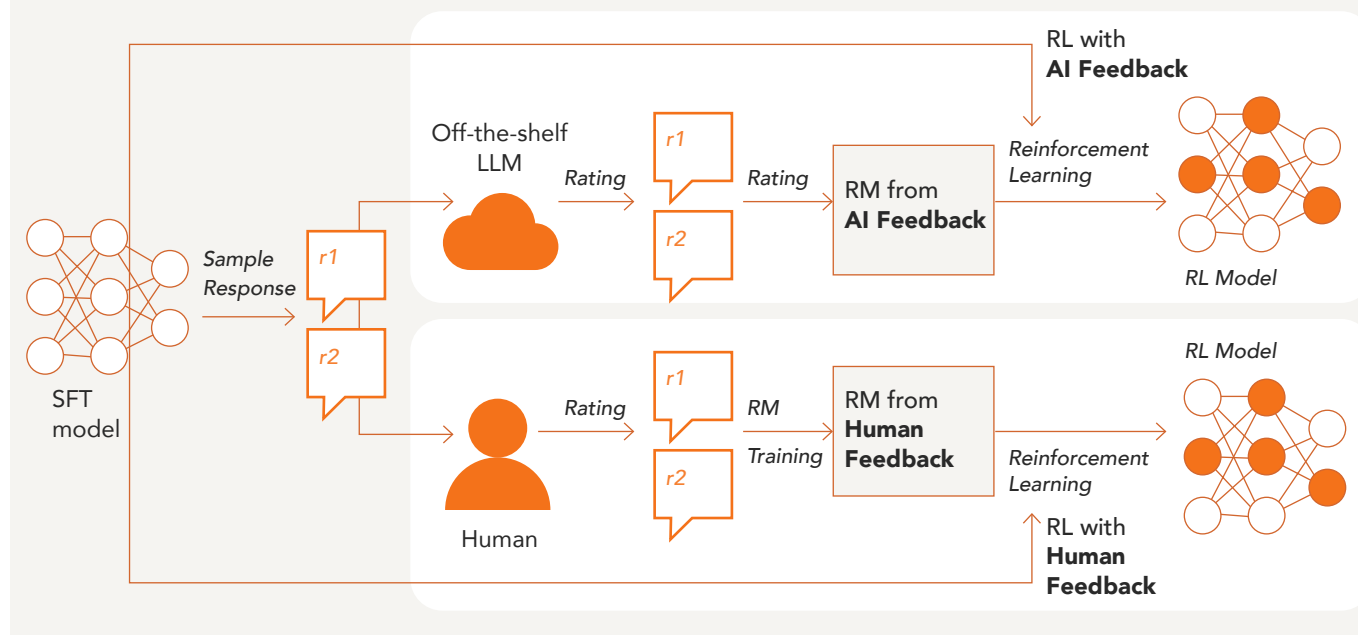 SFT
model
Sample
Response
r1
r2
RL with
AI Feedback
Off-the-shelf
LLM
Rating
r1
r2
Rating
RM from
AI Feedback
Reinforcement
Learning
RL Model
Human
Rating
r1
r2
RM
Training
RM from
Human
Feedback
Reinforcement
Learning
RL Model
RL with
Human
Feedback